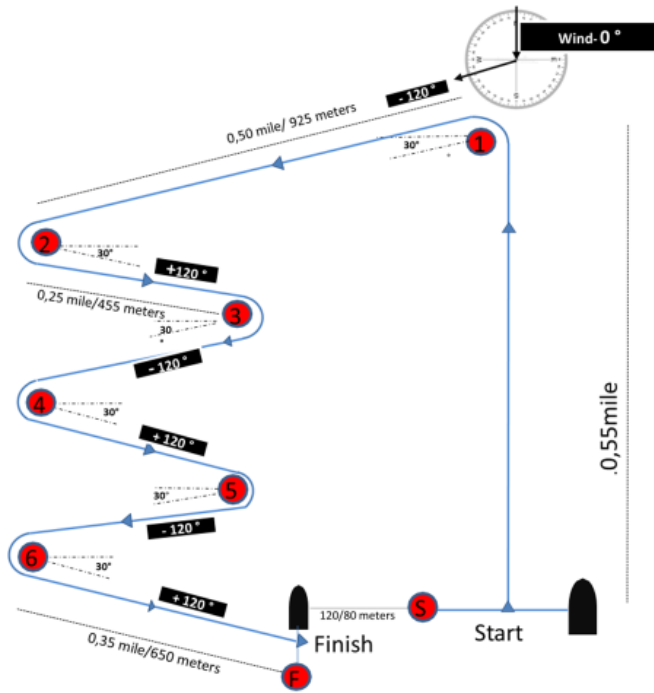 Wind- 0 °
- 120 °
0,50 mile/ 925 meters
1
30°
2
30°
+120 °
0,25 mile/455 meters
3
30
°
- 120 °
4
30°
+ 120 °
5
30°
- 120 °
6
30°
+ 120 °
.0,55mile
120/80 meters
S
Start
Finish
0,35 mile/650 meters
F